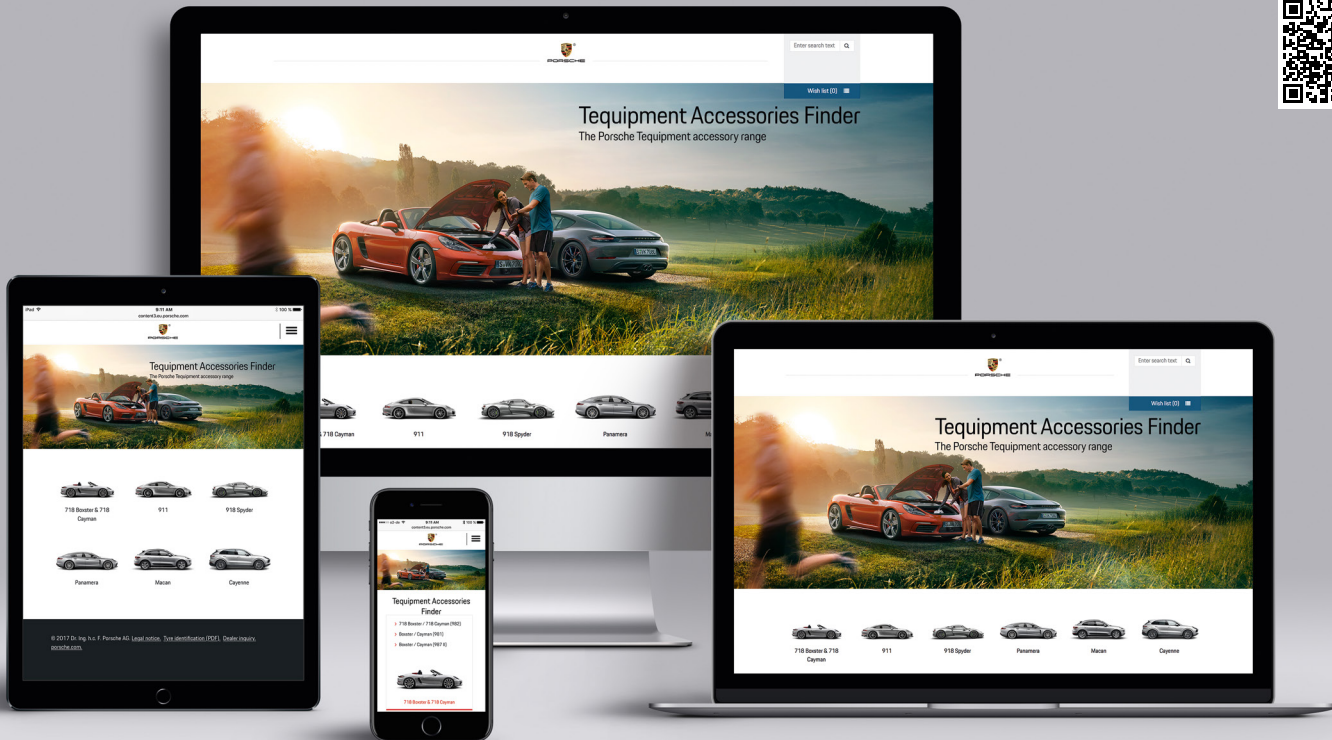 PORSCHE
Enter search text
Wish list (0)
Tequipment Accessories Finder
The Porsche Tequipment accessory range
718 Cayman
911
918 Spyder
Panamera
iPad
9:11 AM
100 %
content3.eu.porsche.com
PORSCHE
Tequipment Accessories Finder
The Porsche Tequipment accessory range
718 Boxster & 718
Cayman
911
918 Spyder
Panamera
Macan
Cayenne
© 2017 Dr. Ing. h.c. F. Porsche AG. Legal notice. Tyre identification (PDF). Dealer inquiry.
porsche.com.
9:11 AM
100 %
content3.eu.porsche.com
PORSCHE
Tequipment Accessories
Finder
718 Boxster / 718 Cayman (982)
Boxster / Cayman (981)
Boxster / Cayman (987 II)
718 Boxster & 718 Cayman
PORSCHE
Enter search text
Wish list (0)
Tequipment Accessories Finder
The Porsche Tequipment accessory range
718 Boxster & 718
Cayman
911
918 Spyder
Panamera
Macan
Cayenne